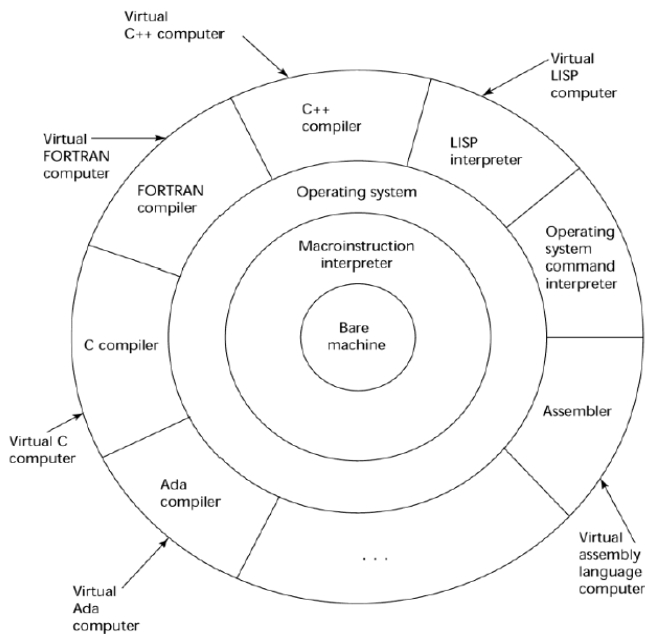 Virtual
C++ computer
Virtual
LISP
computer
C++
compiler
Virtual
FORTRAN
computer
LISP
interpreter
FORTRAN
compiler
Operating system
Operating
system
command
interpreter
Macroinstruction
interpreter
Bare
machine
C compiler
Assembler
Virtual C
computer
Ada
compiler
. . .
Virtual
assembly
language
computer
Virtual
Ada
computer